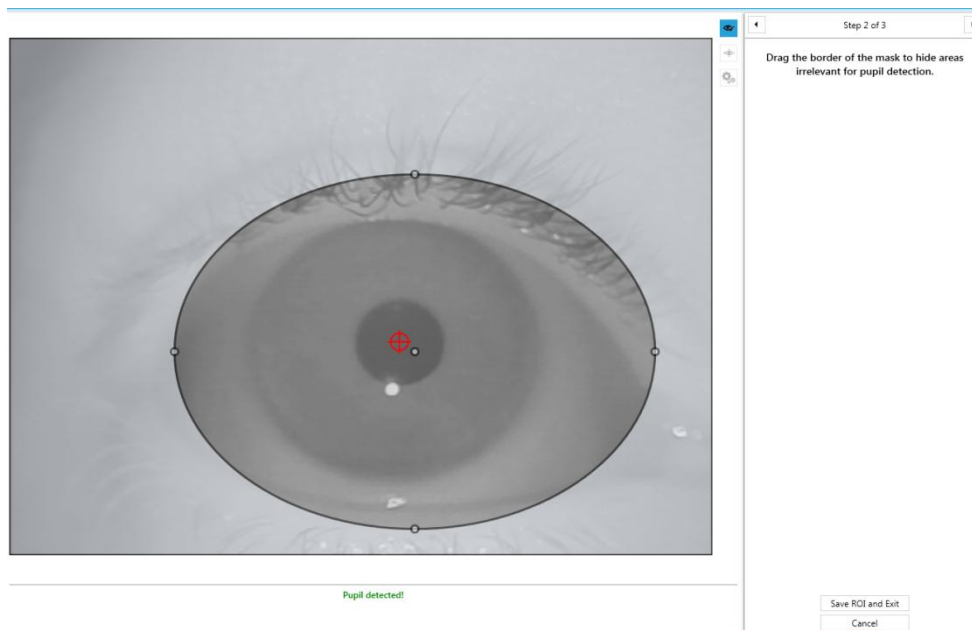 Step 2 of 3
Drag the border of the mask to hide areas
irrelevant for pupil detection.
Pupil detected!
Save ROI and Exit
Cancel